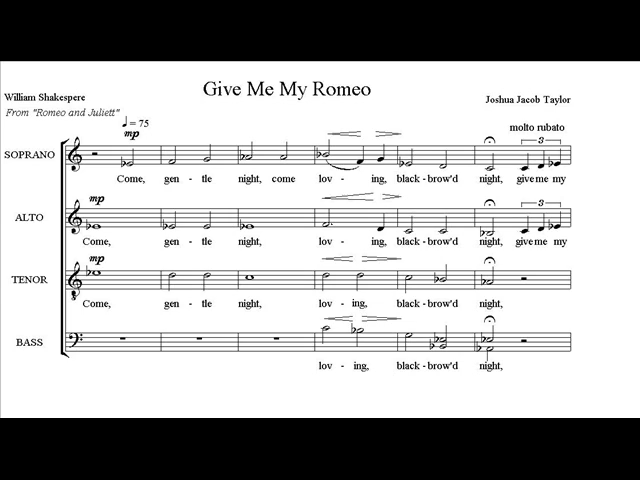 Give Me My Romeo
William Shakespere
From "Romeo and Juliett"
Joshua Jacob Taylor
♩ = 75
molto rubato
mp
SOPRANO
3
Come, gen - tle night, come lov - ing, black - brow'd night, give me my
mp
ALTO
3
Come, gen - tle night, lov - ing, black - brow'd night, give me my
mp
TENOR
8
Come, gen - tle night, lov - ing, black - brow'd night,
BASS
lov - ing, black - brow'd night,